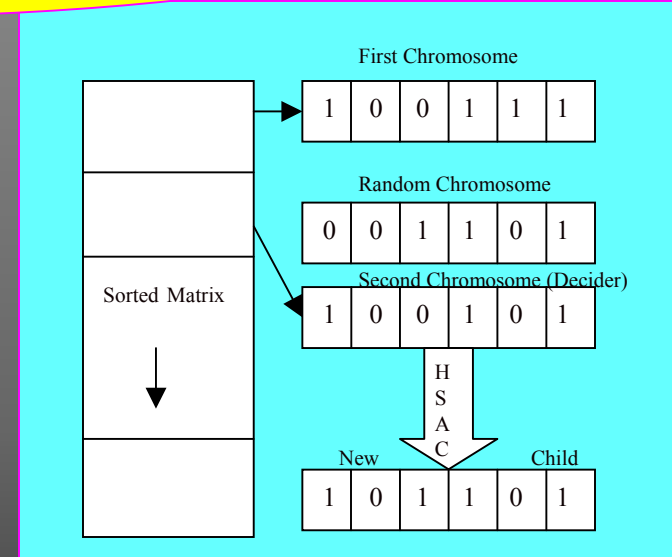 First Chromosome
1 0 0 1 1 1
Random Chromosome
0 0 1 1 0 1
Second Chromosome (Decider)
Sorted Matrix
1 0 0 1 0 1
H
S
A
C
New Child
1 0 1 1 0 1